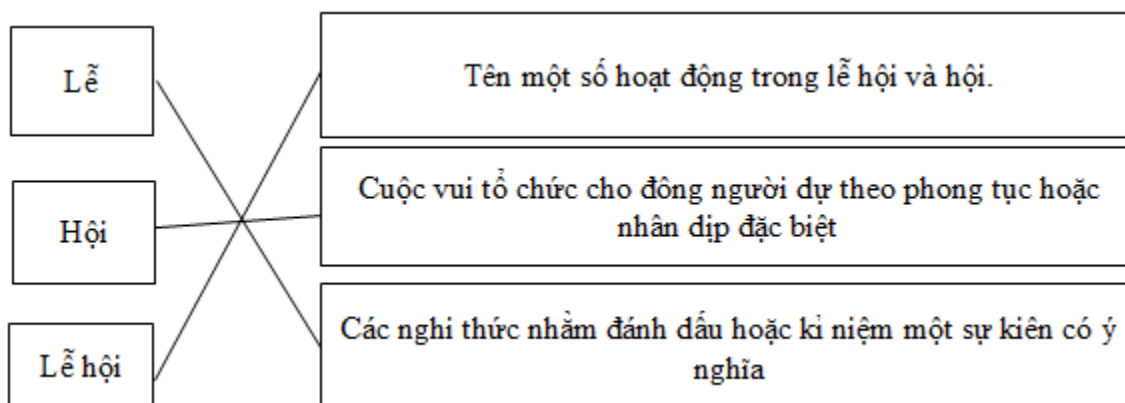 Lễ
Tên một số hoạt động trong lễ hội và hội.
Hội
Cuộc vui tổ chức cho đông người dự theo phong tục hoặc
nhân dịp đặc biệt
Lễ hội
Các nghi thức nhằm đánh dấu hoặc kỉ niệm một sự kiên có ý
nghĩa